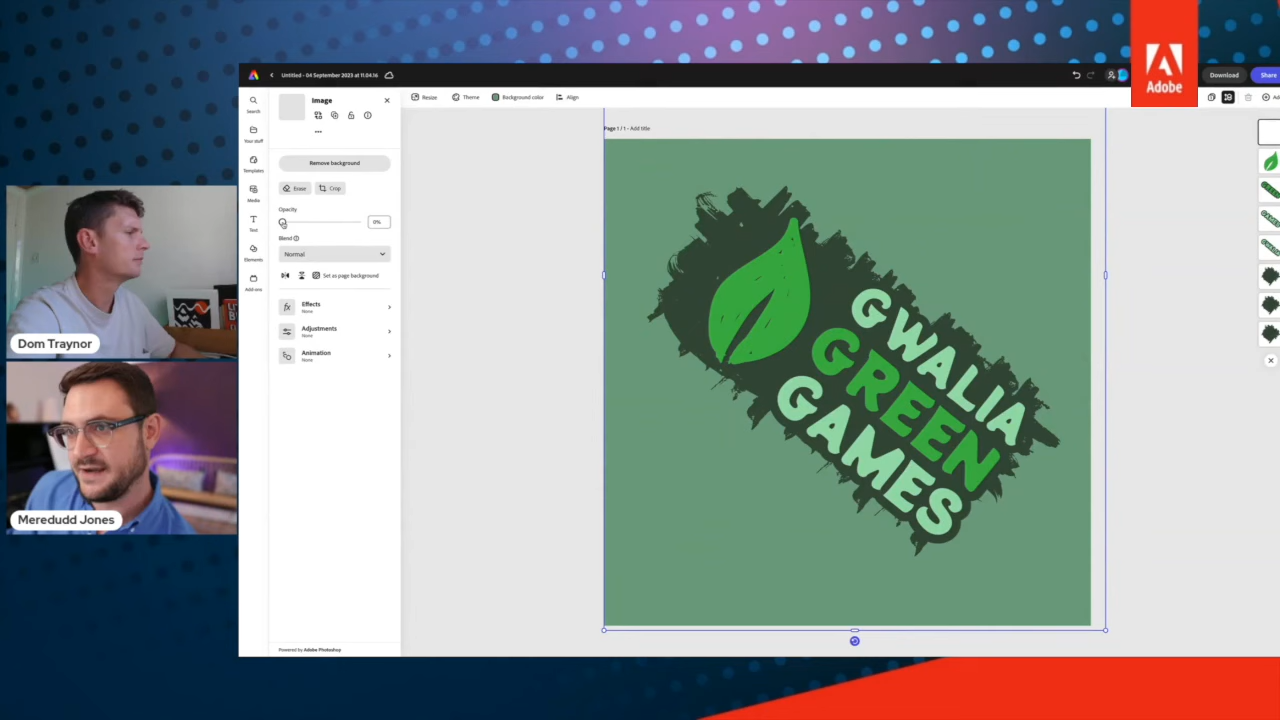 Adobe
Untitled - 04 September 2023 at 11.04.16
Download
Share
Search
Your stuff
Templates
Media
Text
Elements
Add-ons
Image
Remove background
Erase
Crop
Opacity
0%
Blend
Normal
Set as page background
Effects
None
Adjustments
None
Animation
None
Powered by Adobe Photoshop
Resize
Theme
Background color
Align
Page 1 / 1 - Add title
GWALIA
GREEN
GAMES
Dom Traynor
Meredudd Jones